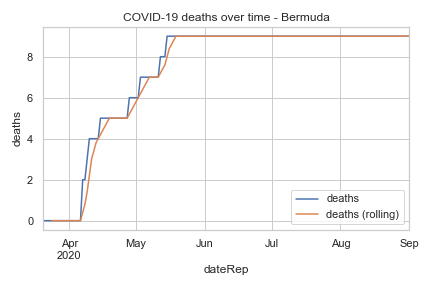 COVID-19 deaths over time - Bermuda
deaths
8
6
4
2
0
deaths
deaths (rolling)
Apr
2020
May
Jun
Jul
Aug
Sep
dateRep